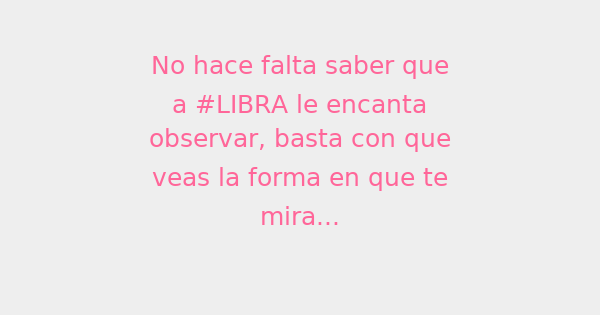 No hace falta saber que
a #LIBRA le encanta
observar, basta con que
veas la forma en que te
mira...